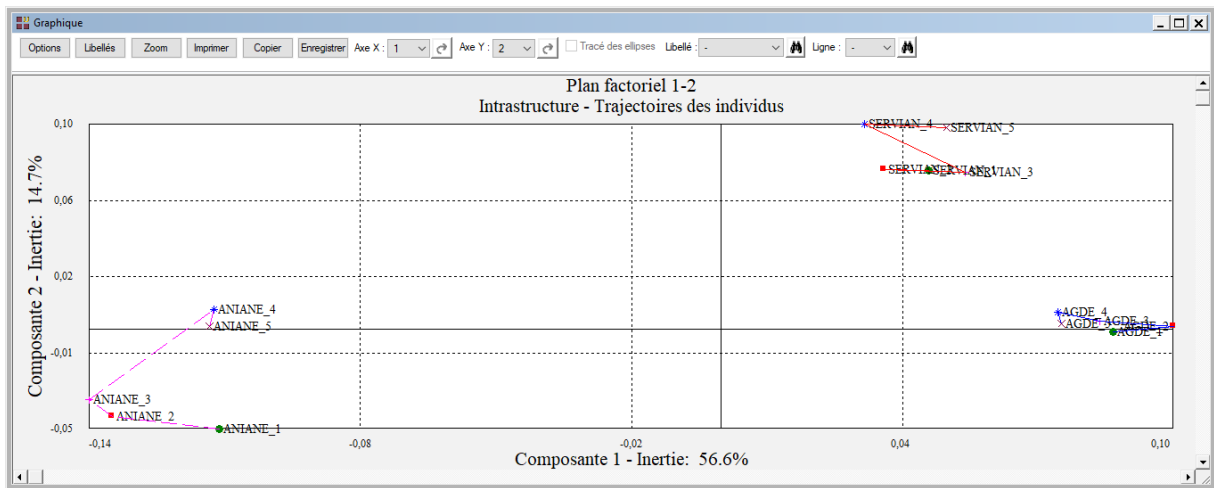 Graphique
Options Libellés Zoom Imprimer Copier Enregistrer Axe X : 1 Axe Y : 2 Tracé des ellipses Libellé : - Ligne : -
Plan factoriel 1-2
Intrastructure - Trajectoires des individus
Composante 2 - Inertie: 14.7%
0,10
SERVIAN_4
SERVIAN_5
SERVIAN_3
0,06
0,02
ANIANE_4
AGDE_4
AGDE_3
AGDE_2
ANIANE_5
AGDE_1
-0,01
ANIANE_3
ANIANE_2
ANIANE_1
-0,05
-0,14 -0,08 -0,02 0,04 0,10
Composante 1 - Inertie: 56.6%